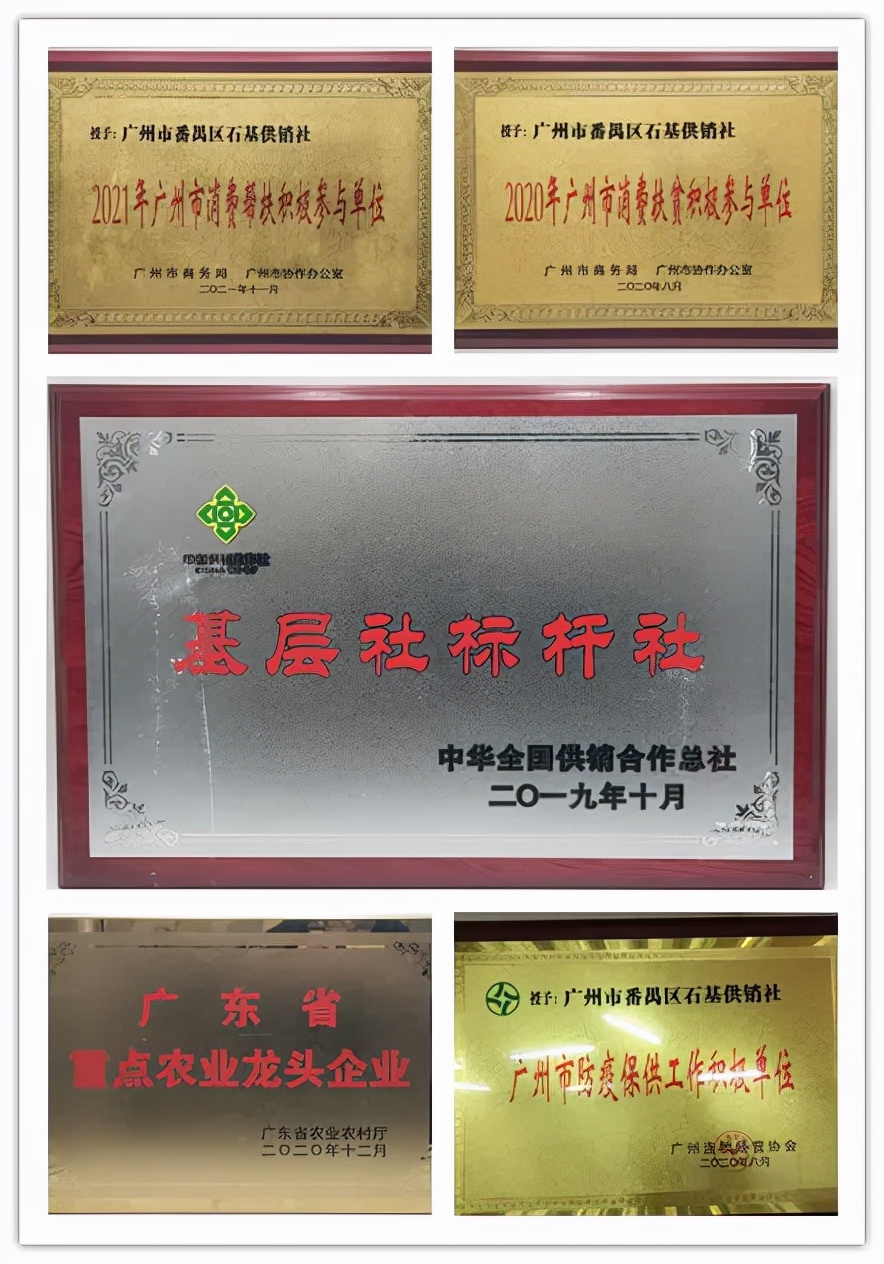 授予：广州市番禺区石基供销社
2021年广州市消费帮扶积极参与单位
广州市商务局 广州市协作办公室
二〇二一年十一月
授予：广州市番禺区石基供销社
2020年广州市消费扶贫积极参与单位
广州市商务局 广州市协作办公室
二〇二〇年八月
基层社标杆社
中华全国供销合作总社
二〇一九年十月
广东省
重点农业龙头企业
广东省农业农村厅
二〇二〇年十二月
授予：广州市番禺区石基供销社
广州市防疫保供工作积极单位
二〇二〇年八月